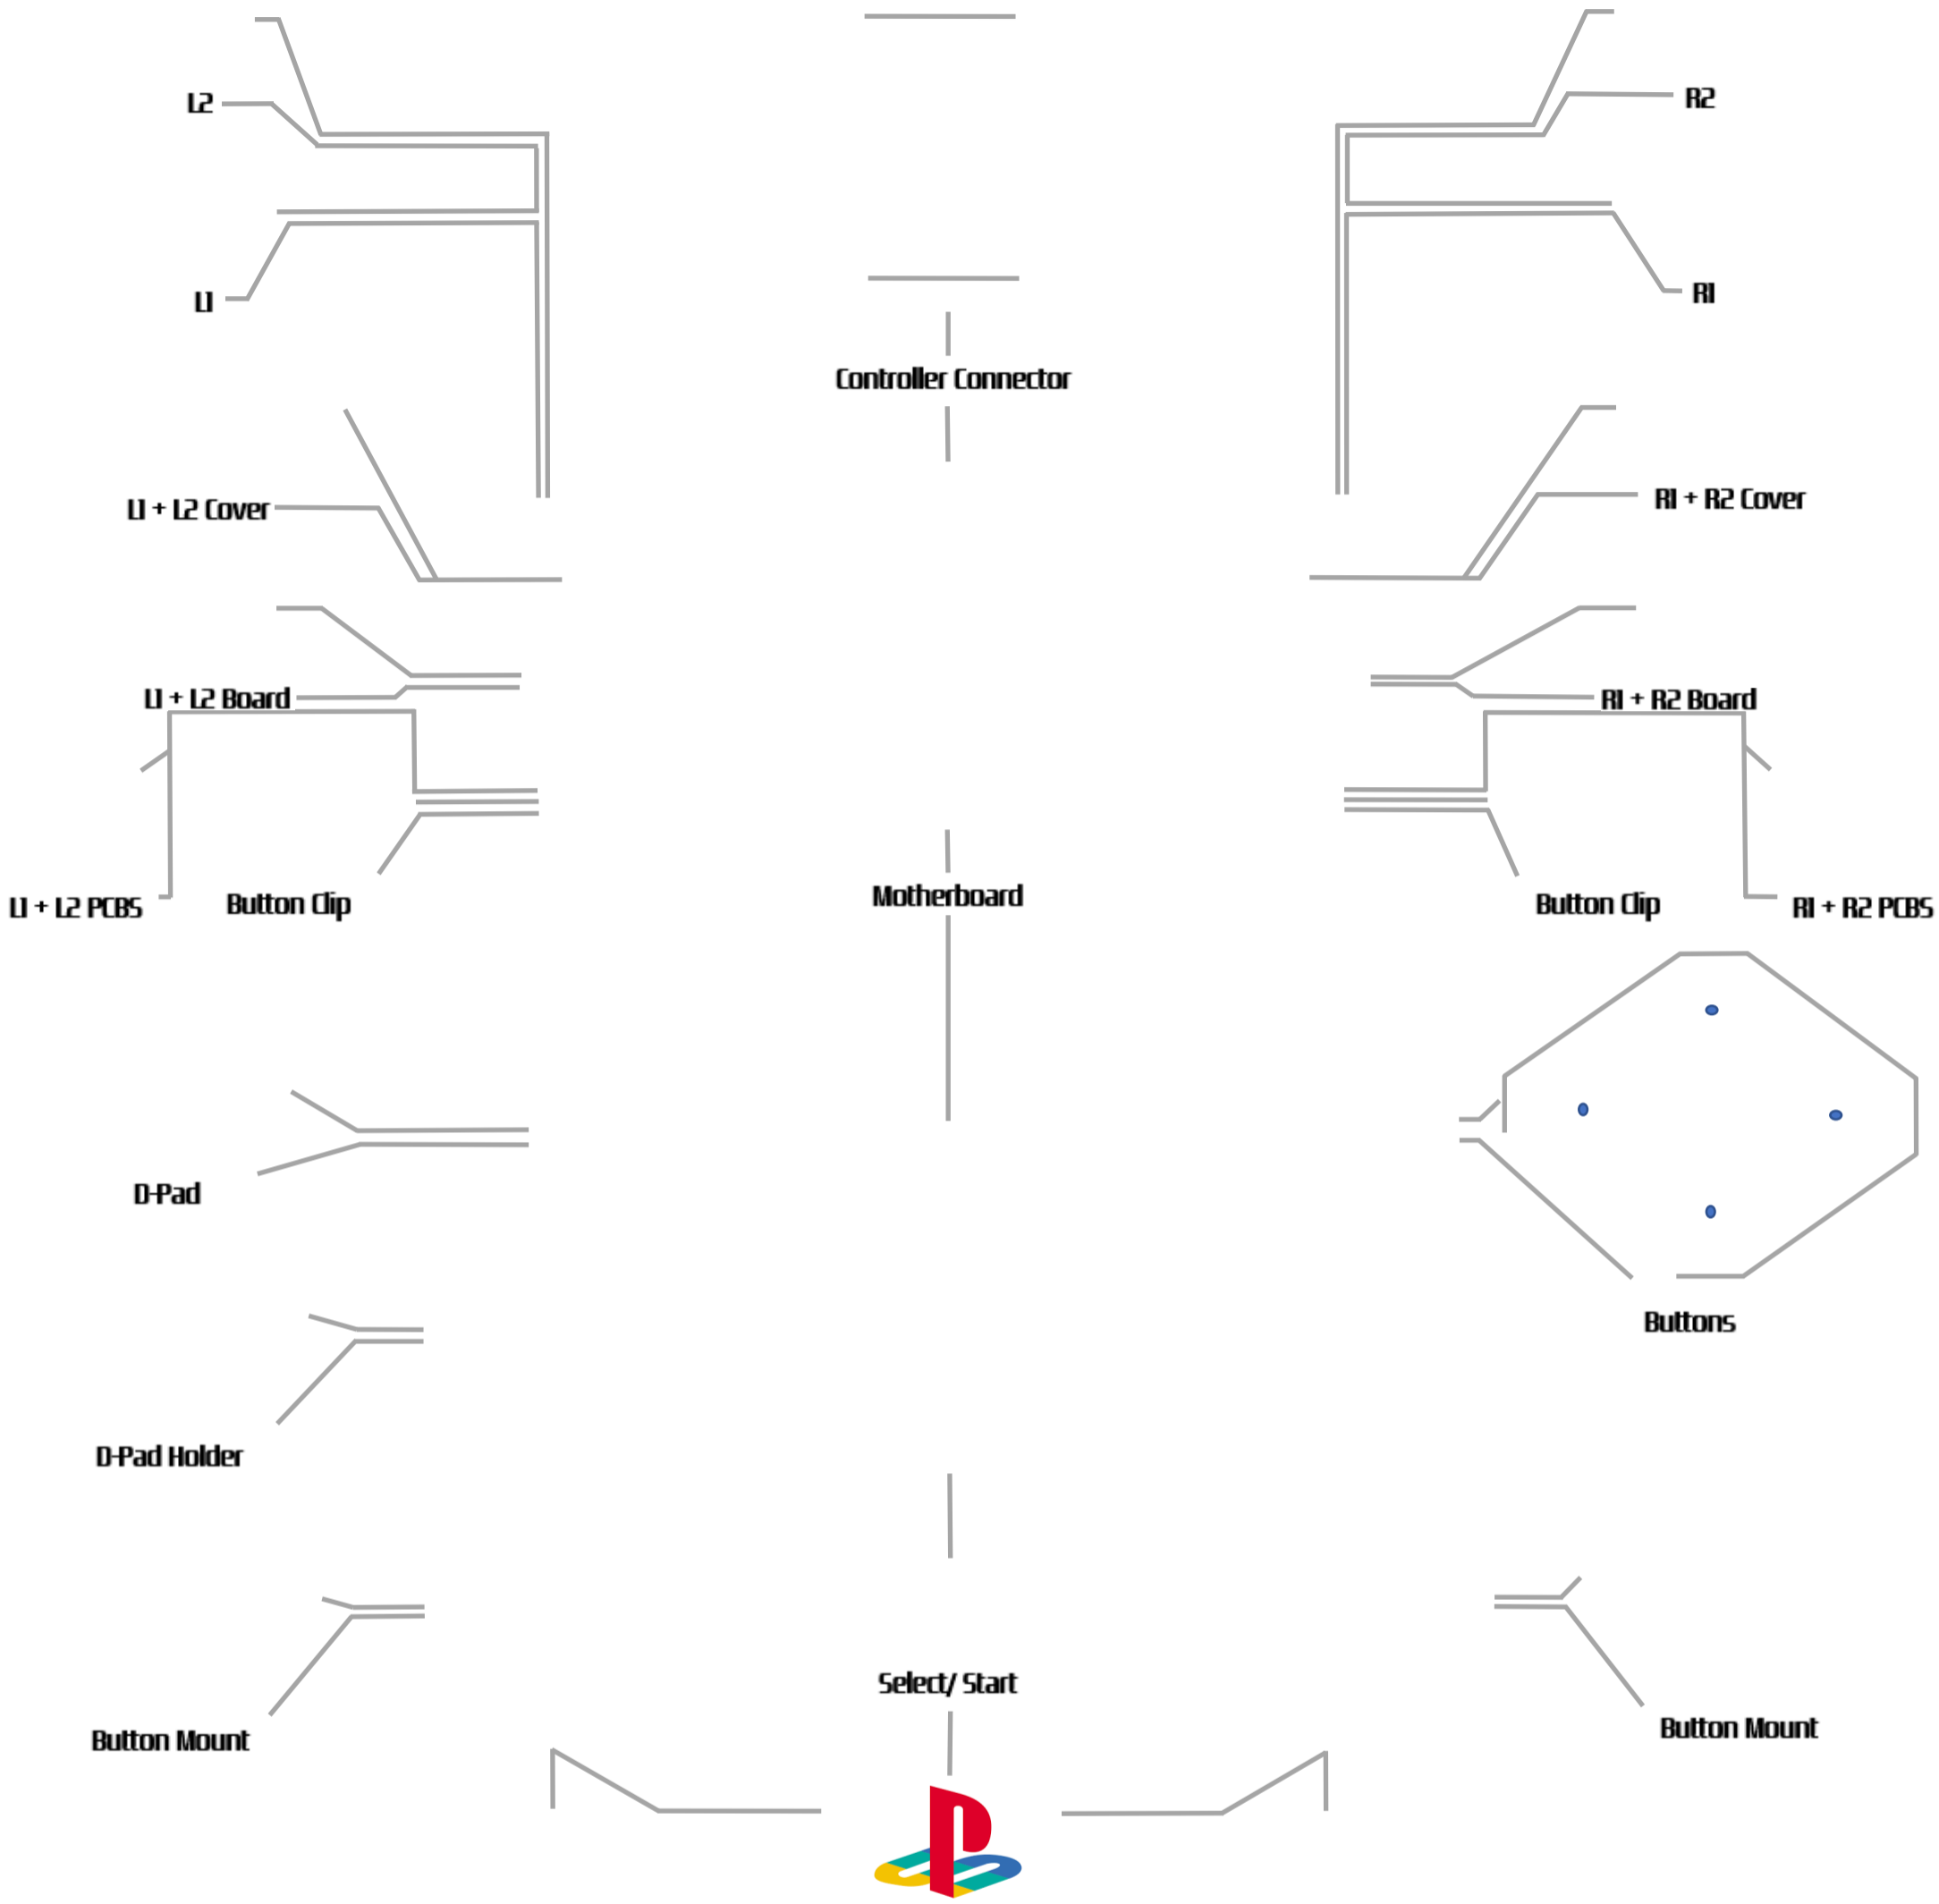 L2
R2
L1
R1
Controller Connector
L1 + L2 Cover
R1 + R2 Cover
L1 + L2 Board
R1 + R2 Board
L1 + L2 PCBS
Button Clip
Motherboard
Button Clip
R1 + R2 PCBS
D-Pad
Buttons
D-Pad Holder
Select/ Start
Button Mount
Button Mount